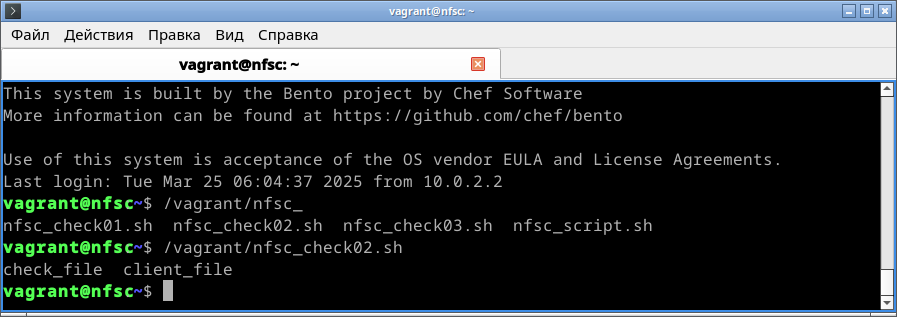 vagrant@nfsc: ~
Файл Действия Правка Вид Справка
vagrant@nfsc: ~
This system is built by the Bento project by Chef Software
More information can be found at https://github.com/chef/bento
Use of this system is acceptance of the OS vendor EULA and License Agreements.
Last login: Tue Mar 25 06:04:37 2025 from 10.0.2.2
vagrant@nfsc:~$ /vagrant/nfsc_
nfsc_check01.sh  nfsc_check02.sh  nfsc_check03.sh  nfsc_script.sh
vagrant@nfsc:~$ /vagrant/nfsc_check02.sh
check_file  client_file
vagrant@nfsc:~$